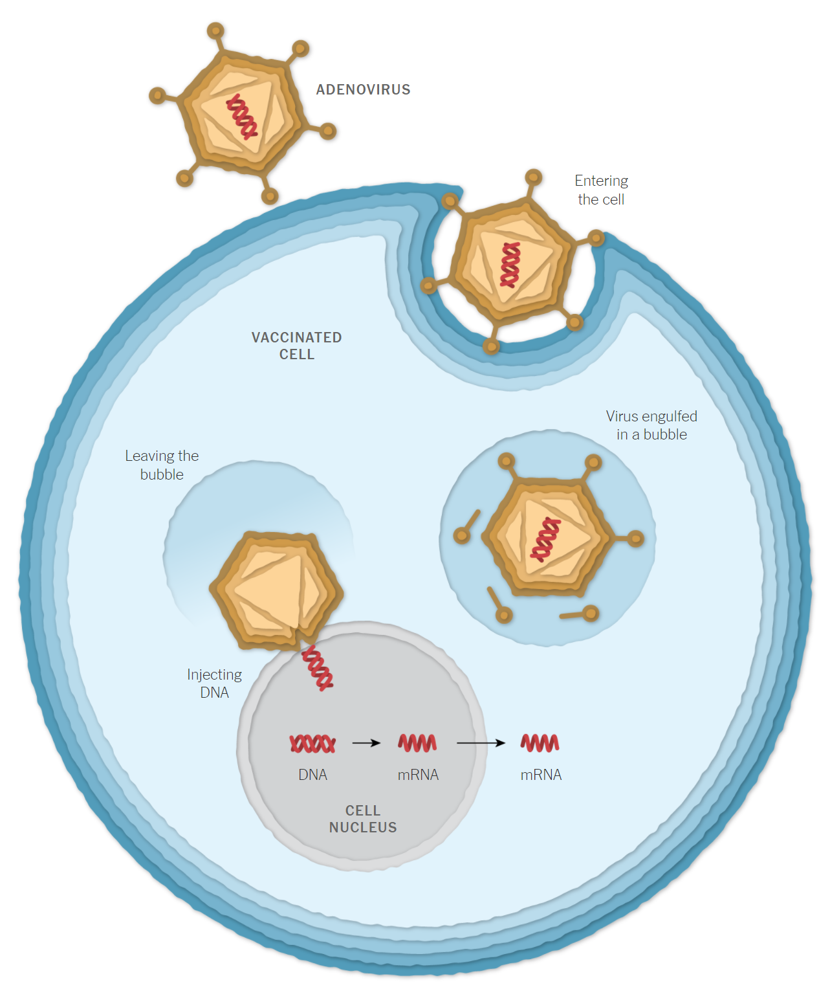 ADENOVIRUS
Entering
the cell
VACCINATED
CELL
Virus engulfed
in a bubble
Leaving the
bubble
Injecting
DNA
DNA
mRNA
mRNA
CELL
NUCLEUS